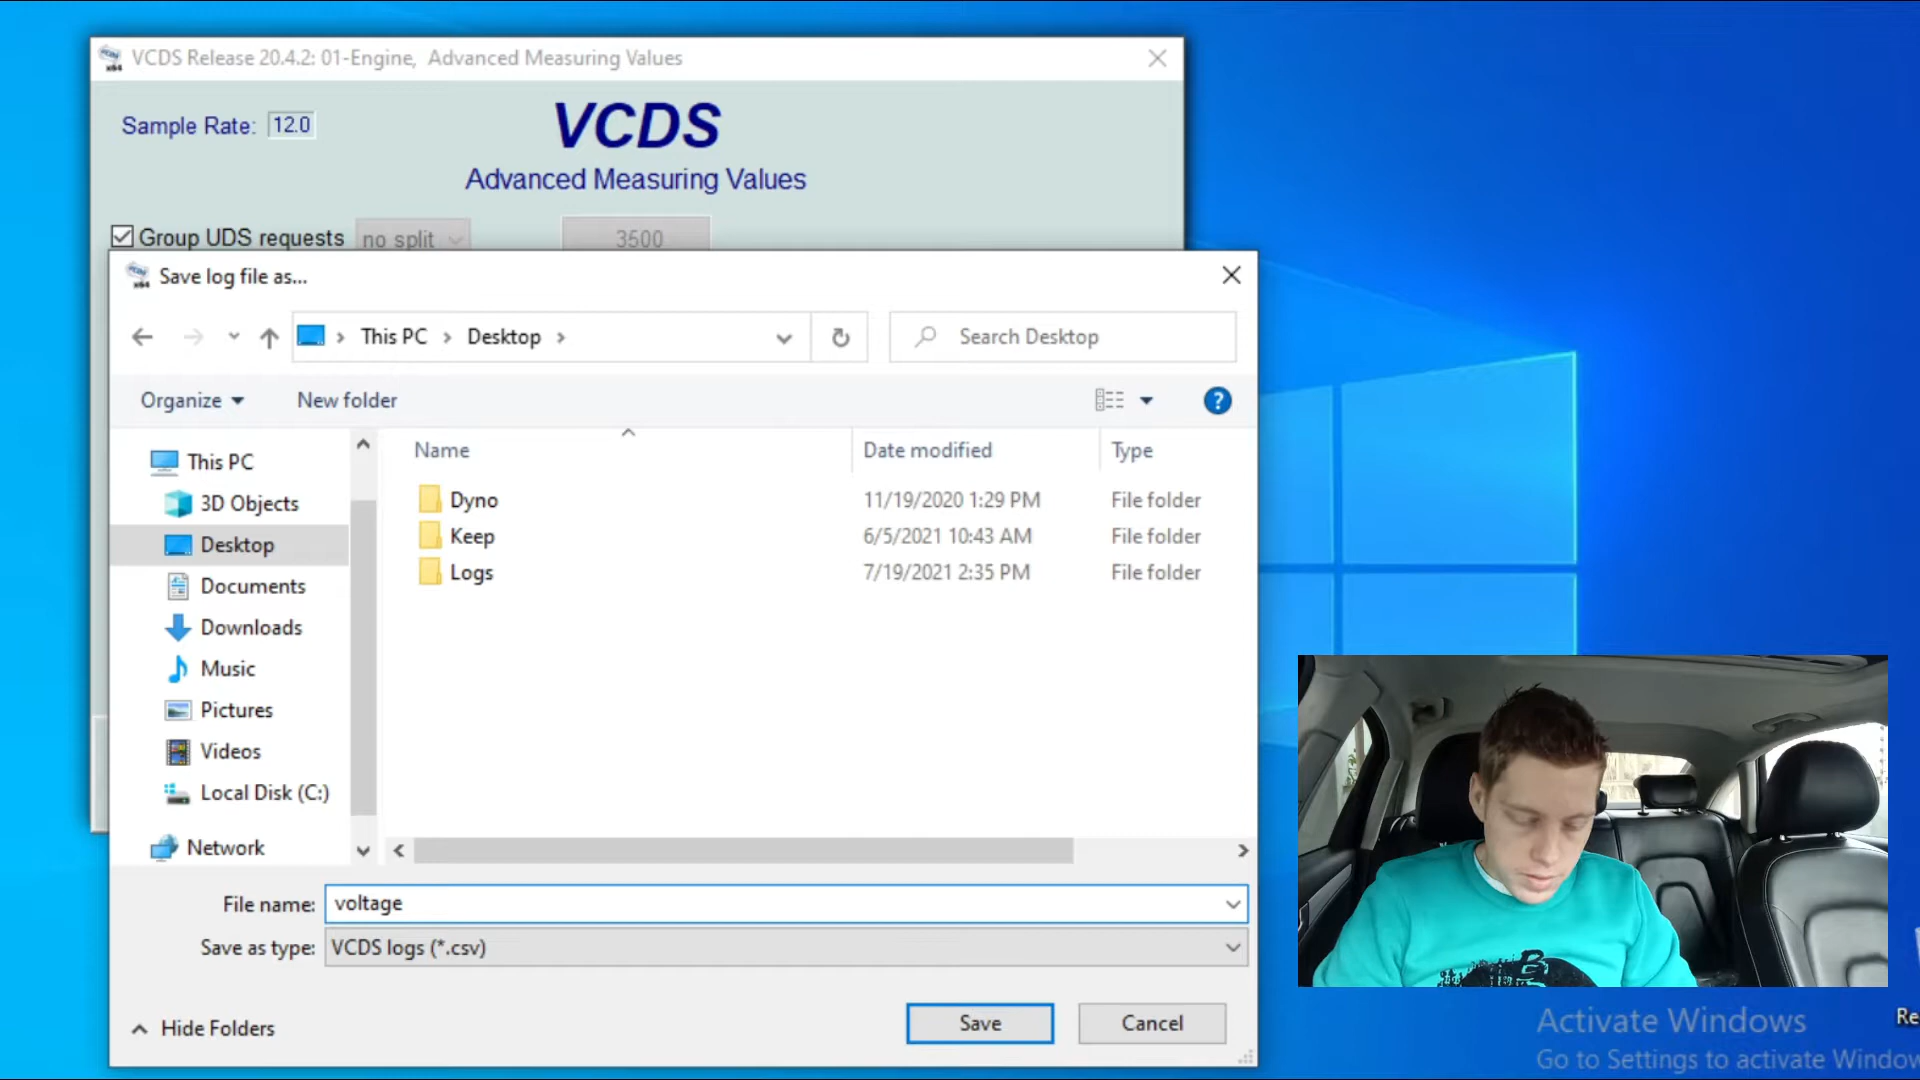 VCDS Release 20.4.2: 01-Engine, Advanced Measuring Values
Sample Rate: 12.0
VCDS
Advanced Measuring Values
Group UDS requests no split 3500
Save log file as...
This PC Desktop
Search Desktop
Organize New folder
Name Date modified Type
This PC
3D Objects
Desktop
Documents
Downloads
Music
Pictures
Videos
Local Disk (C:)
Network
Dyno 11/19/2020 1:29 PM File folder
Keep 6/5/2021 10:43 AM File folder
Logs 7/19/2021 2:35 PM File folder
File name: voltage
Save as type: VCDS logs (*.csv)
Hide Folders
Save Cancel
Activate Windows
Go to Settings to activate Window
Re